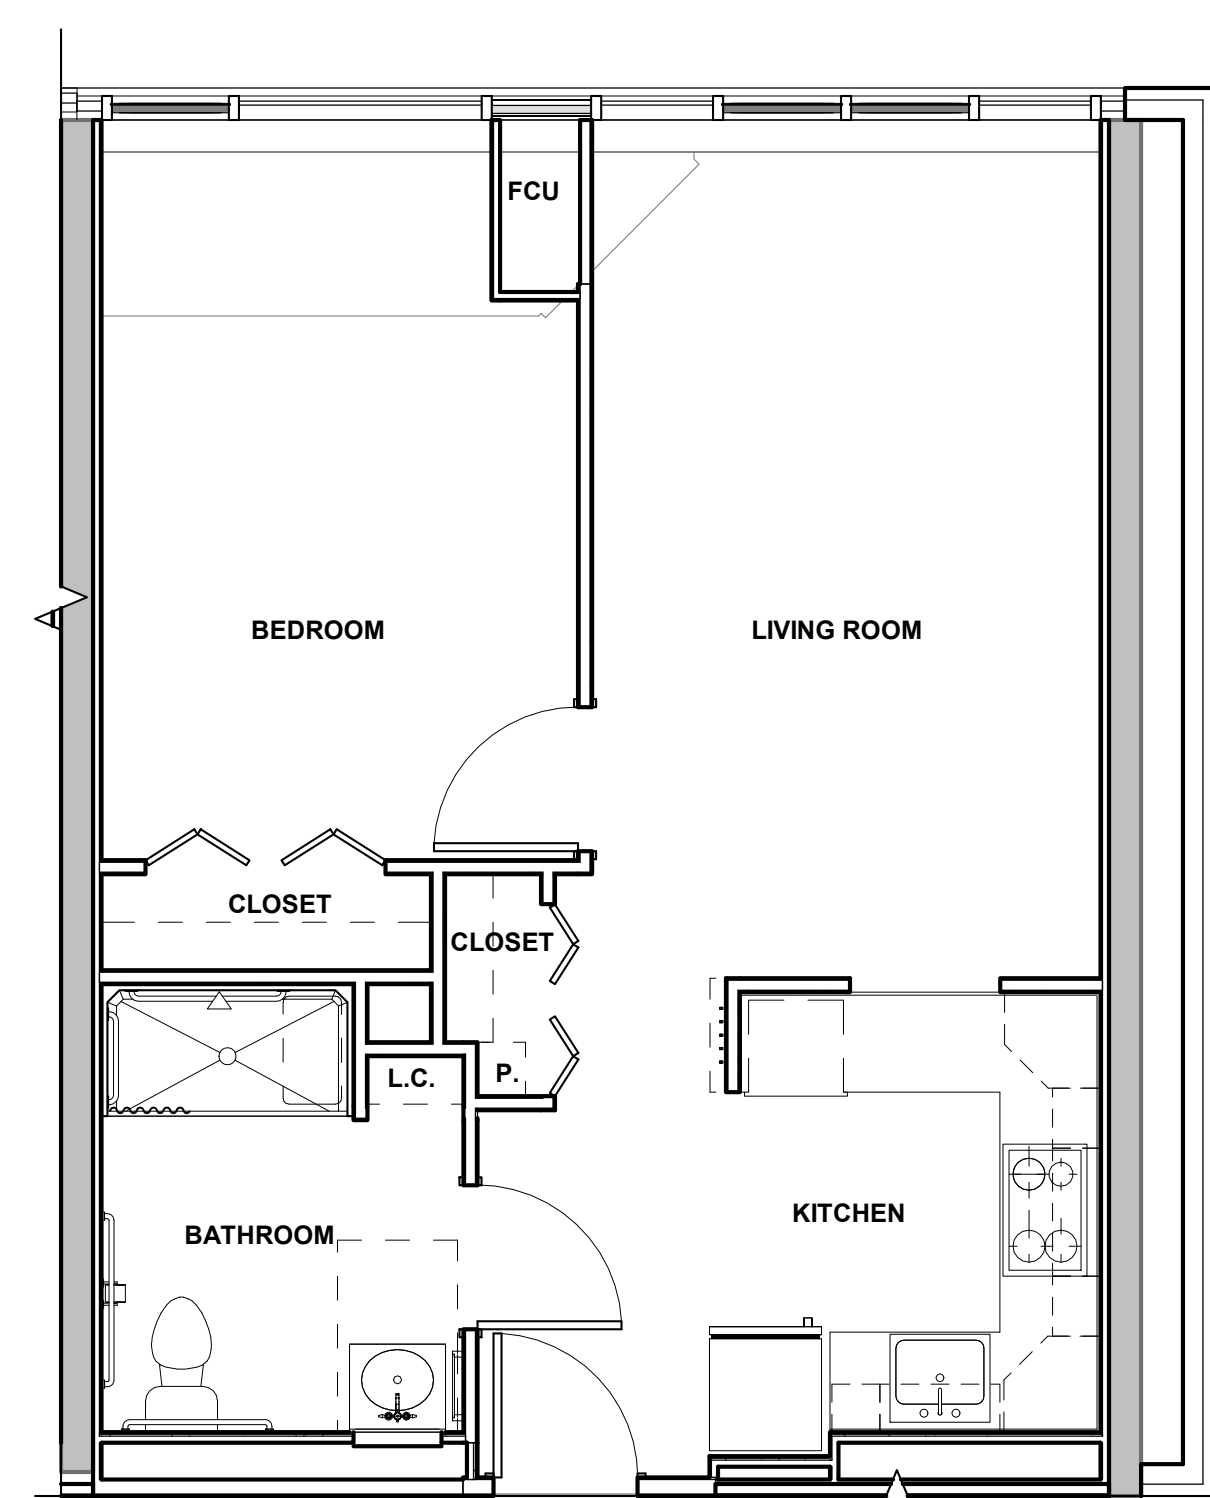 FCU
BEDROOM
LIVING ROOM
CLOSET
CLOSET
L.C.
P.
KITCHEN
BATHROOM